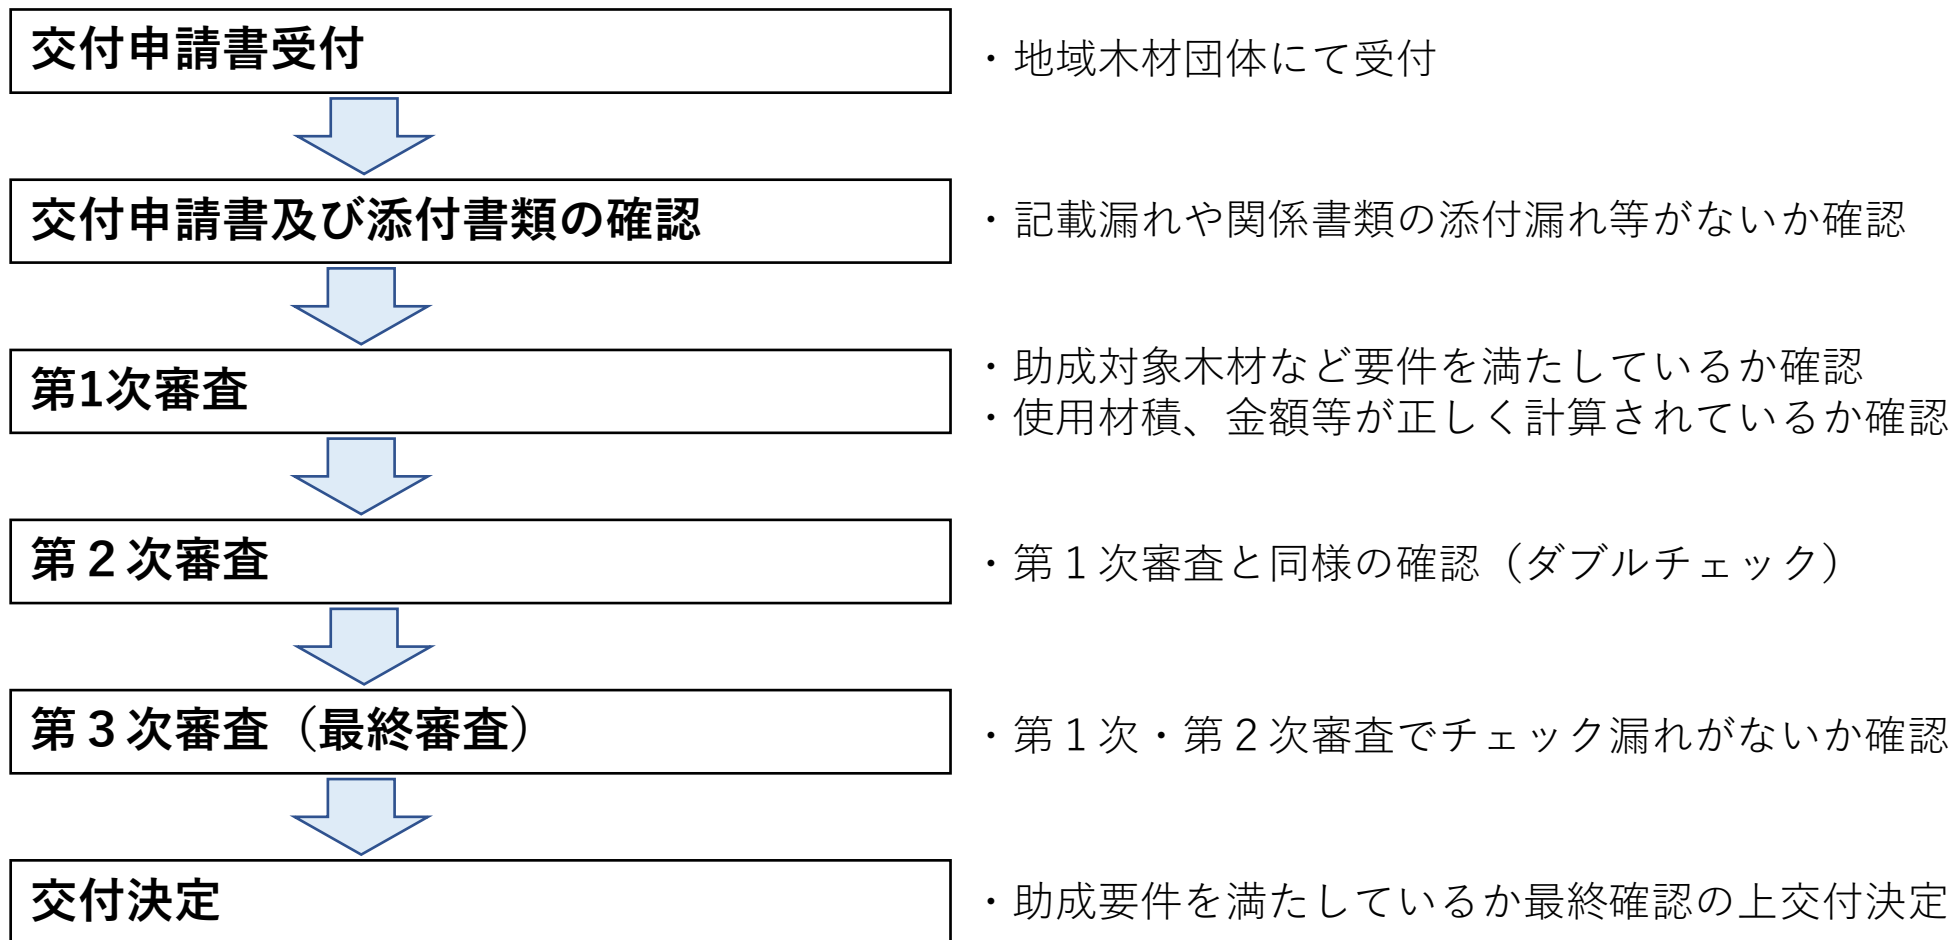 交付申請書受付
・地域木材団体にて受付
交付申請書及び添付書類の確認
・記載漏れや関係書類の添付漏れ等がないか確認
第1次審査
・助成対象木材など要件を満たしているか確認
・使用材積、金額等が正しく計算されているか確認
第２次審査
・第１次審査と同様の確認（ダブルチェック）
第３次審査（最終審査）
・第１次・第２次審査でチェック漏れがないか確認
交付決定
・助成要件を満たしているか最終確認の上交付決定